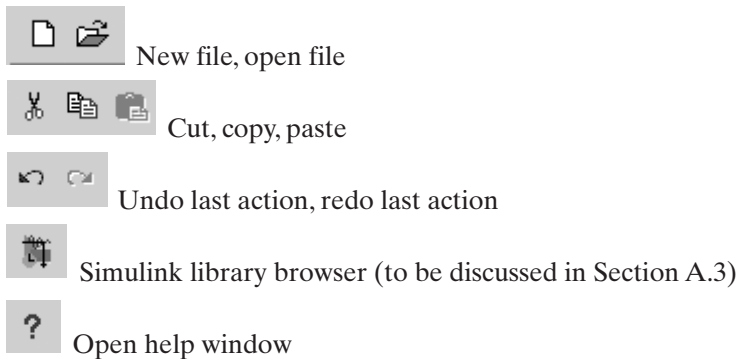 New file, open file
Cut, copy, paste
Undo last action, redo last action
Simulink library browser (to be discussed in Section A.3)
? Open help window